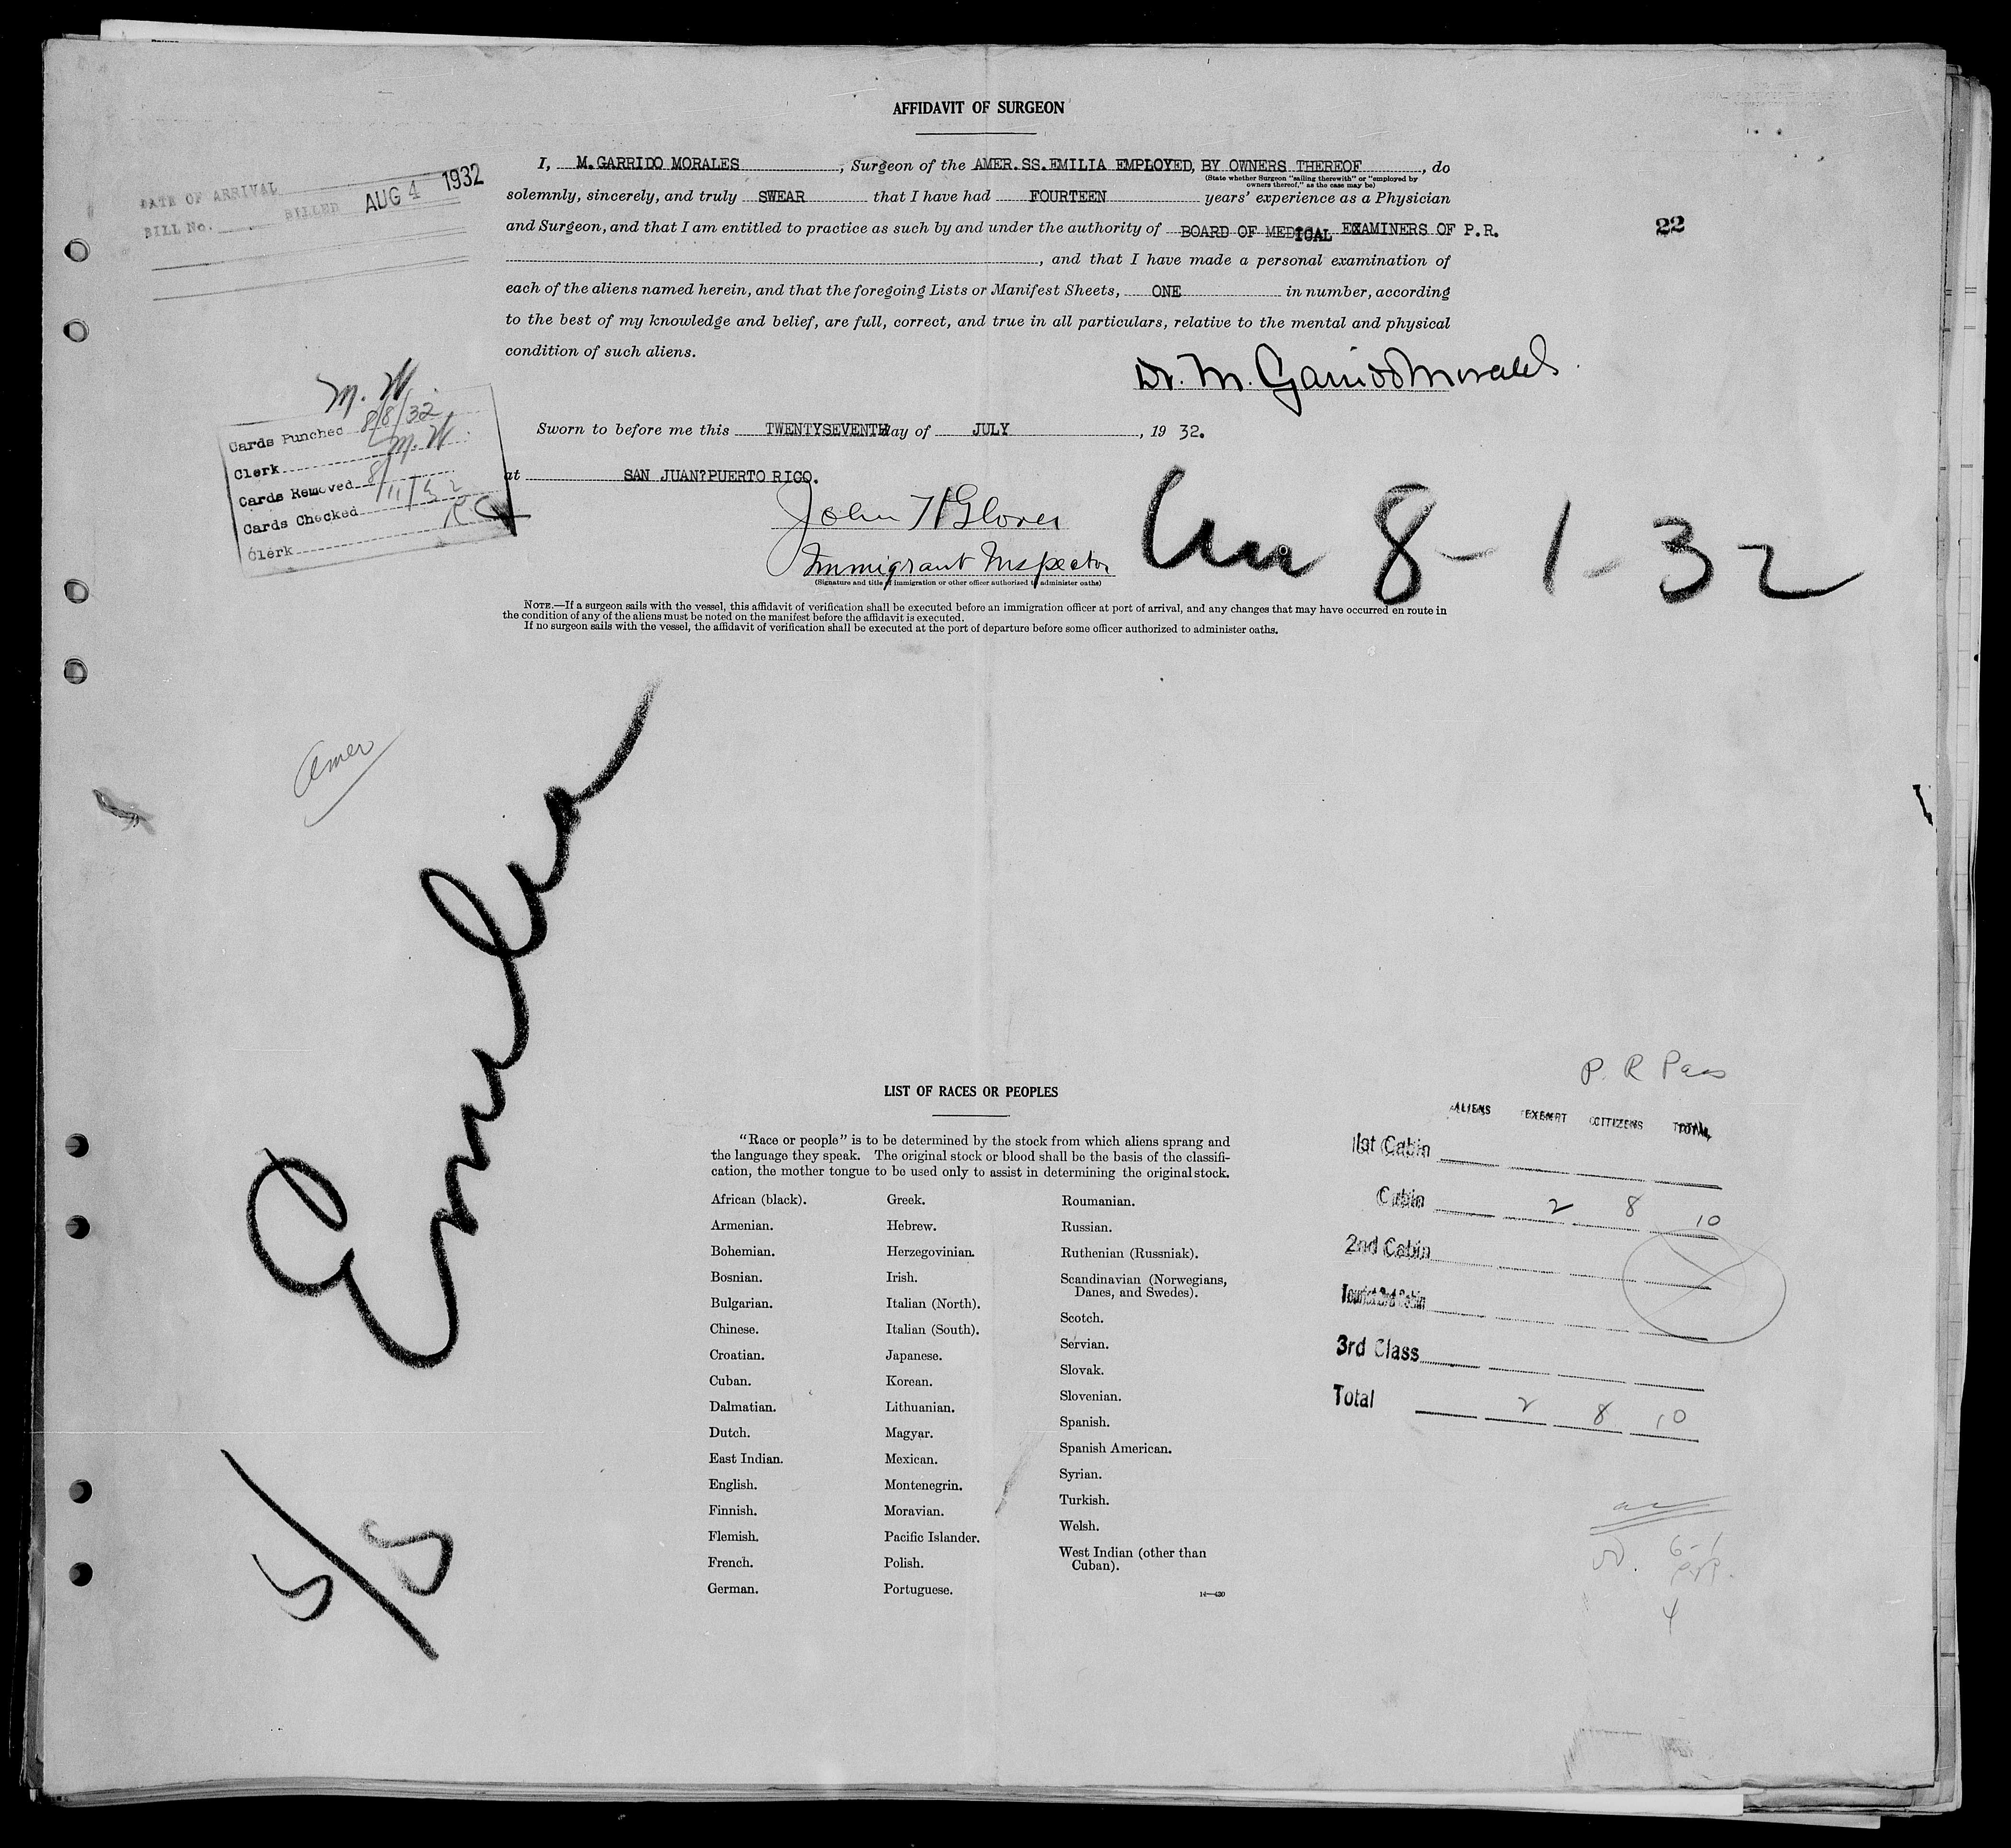 AFFIDAVIT OF SURGEON
I, M. GARRIDO MORALES, Surgeon of the AMER. SS. EMILIA EMPLOYED, BY OWNERS THEREOF, do
(State whether Surgeon "sailing therewith" or "employed by
owners thereof," as the case may be)
solemnly, sincerely, and truly SWEAR that I have had FOURTEEN years' experience as a Physician
and Surgeon, and that I am entitled to practice as such by and under the authority of BOARD OF MEDICAL EXAMINERS OF P.R.
, and that I have made a personal examination of
each of the aliens named herein, and that the foregoing Lists or Manifest Sheets, ONE in number, according
to the best of my knowledge and belief, are full, correct, and true in all particulars, relative to the mental and physical
condition of such aliens.
Dr. M. Garrido Morales
Sworn to before me this TWENTYSEVENTH day of JULY, 19 32.
at SAN JUAN?PUERTO RICO.
John H Glover
Immigrant Inspector
(Signature and title of immigration or other officer authorized to administer oaths)
NOTE.—If a surgeon sails with the vessel, this affidavit of verification shall be executed before an immigration officer at port of arrival, and any changes that may have occurred en route in
the condition of any of the aliens must be noted on the manifest before the affidavit is executed.
If no surgeon sails with the vessel, the affidavit of verification shall be executed at the port of departure before some officer authorized to administer oaths.
DATE OF ARRIVAL
BILL No. BILLED AUG 4 1932
22
M. W.
Cards Punched 8/8/32
Clerk M. W.
Cards Removed
Cards Checked 8/11/32
Clerk
8-1-32
Amer
Emilia
5/5
LIST OF RACES OR PEOPLES
"Race or people" is to be determined by the stock from which aliens sprang and
the language they speak. The original stock or blood shall be the basis of the classifi-
cation, the mother tongue to be used only to assist in determining the original stock.
African (black).
Armenian.
Bohemian.
Bosnian.
Bulgarian.
Chinese.
Croatian.
Cuban.
Dalmatian.
Dutch.
East Indian.
English.
Finnish.
Flemish.
French.
German.
Greek.
Hebrew.
Herzegovinian.
Irish.
Italian (North).
Italian (South).
Japanese.
Korean.
Lithuanian.
Magyar.
Mexican.
Montenegrin.
Moravian.
Pacific Islander.
Polish.
Portuguese.
Roumanian.
Russian.
Ruthenian (Russniak).
Scandinavian (Norwegians,
Danes, and Swedes).
Scotch.
Servian.
Slovak.
Slovenian.
Spanish.
Spanish American.
Syrian.
Turkish.
Welsh.
West Indian (other than
Cuban).
14—430
P. R Pass
ALIENS EXEMPT CITIZENS TOTAL
1st Cabin
Cabin 2 8 10
2nd Cabin
Tourist 3rd Cabin
3rd Class
Total 2 8 10
6-1
4